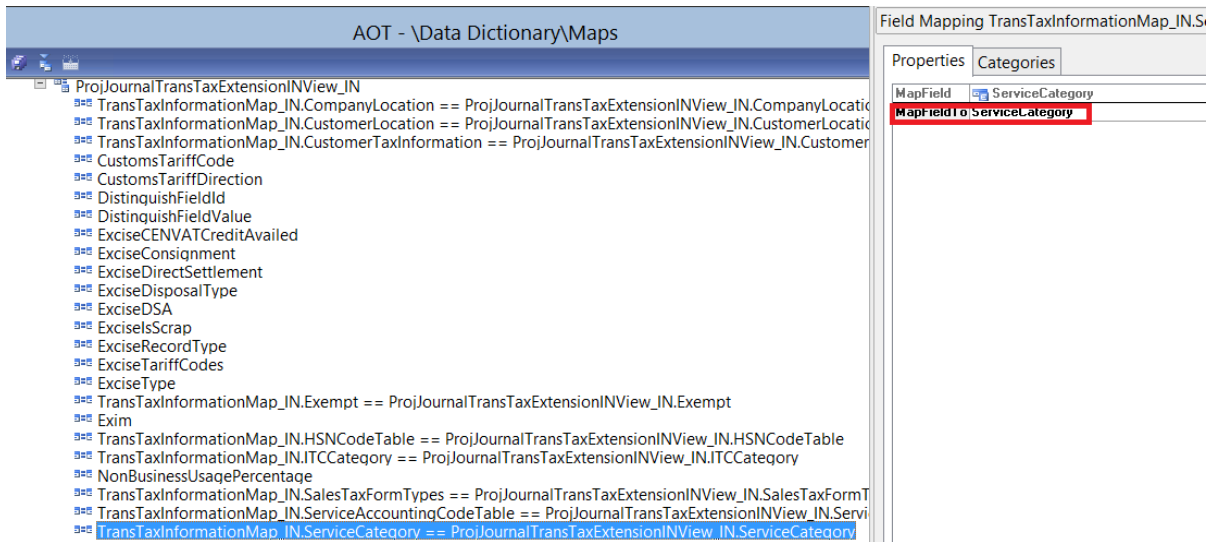 AOT - \Data Dictionary\Maps
ProjJournalTransTaxExtensionINView_IN
TransTaxInformationMap_IN.CompanyLocation == ProjJournalTransTaxExtensionINView_IN.CompanyLocatic
TransTaxInformationMap_IN.CustomerLocation == ProjJournalTransTaxExtensionINView_IN.CustomerLocatic
TransTaxInformationMap_IN.CustomerTaxInformation == ProjJournalTransTaxExtensionINView_IN.Customer
CustomsTariffCode
CustomsTariffDirection
DistinguishFieldId
DistinguishFieldValue
ExciseCENVATCreditAvailed
ExciseConsignment
ExciseDirectSettlement
ExciseDisposalType
ExciseDSA
ExciseIsScrap
ExciseRecordType
ExciseTariffCodes
ExciseType
TransTaxInformationMap_IN.Exempt == ProjJournalTransTaxExtensionINView_IN.Exempt
Exim
TransTaxInformationMap_IN.HSNCodeTable == ProjJournalTransTaxExtensionINView_IN.HSNCodeTable
TransTaxInformationMap_IN.ITCCategory == ProjJournalTransTaxExtensionINView_IN.ITCCategory
NonBusinessUsagePercentage
TransTaxInformationMap_IN.SalesTaxFormTypes == ProjJournalTransTaxExtensionINView_IN.SalesTaxFormT
TransTaxInformationMap_IN.ServiceAccountingCodeTable == ProjJournalTransTaxExtensionINView_IN.Servi
TransTaxInformationMap_IN.ServiceCategory == ProjJournalTransTaxExtensionINView_IN.ServiceCategory
Field Mapping TransTaxInformationMap_IN.Se
Properties Categories
MapField ServiceCategory
MapFieldTo ServiceCategory